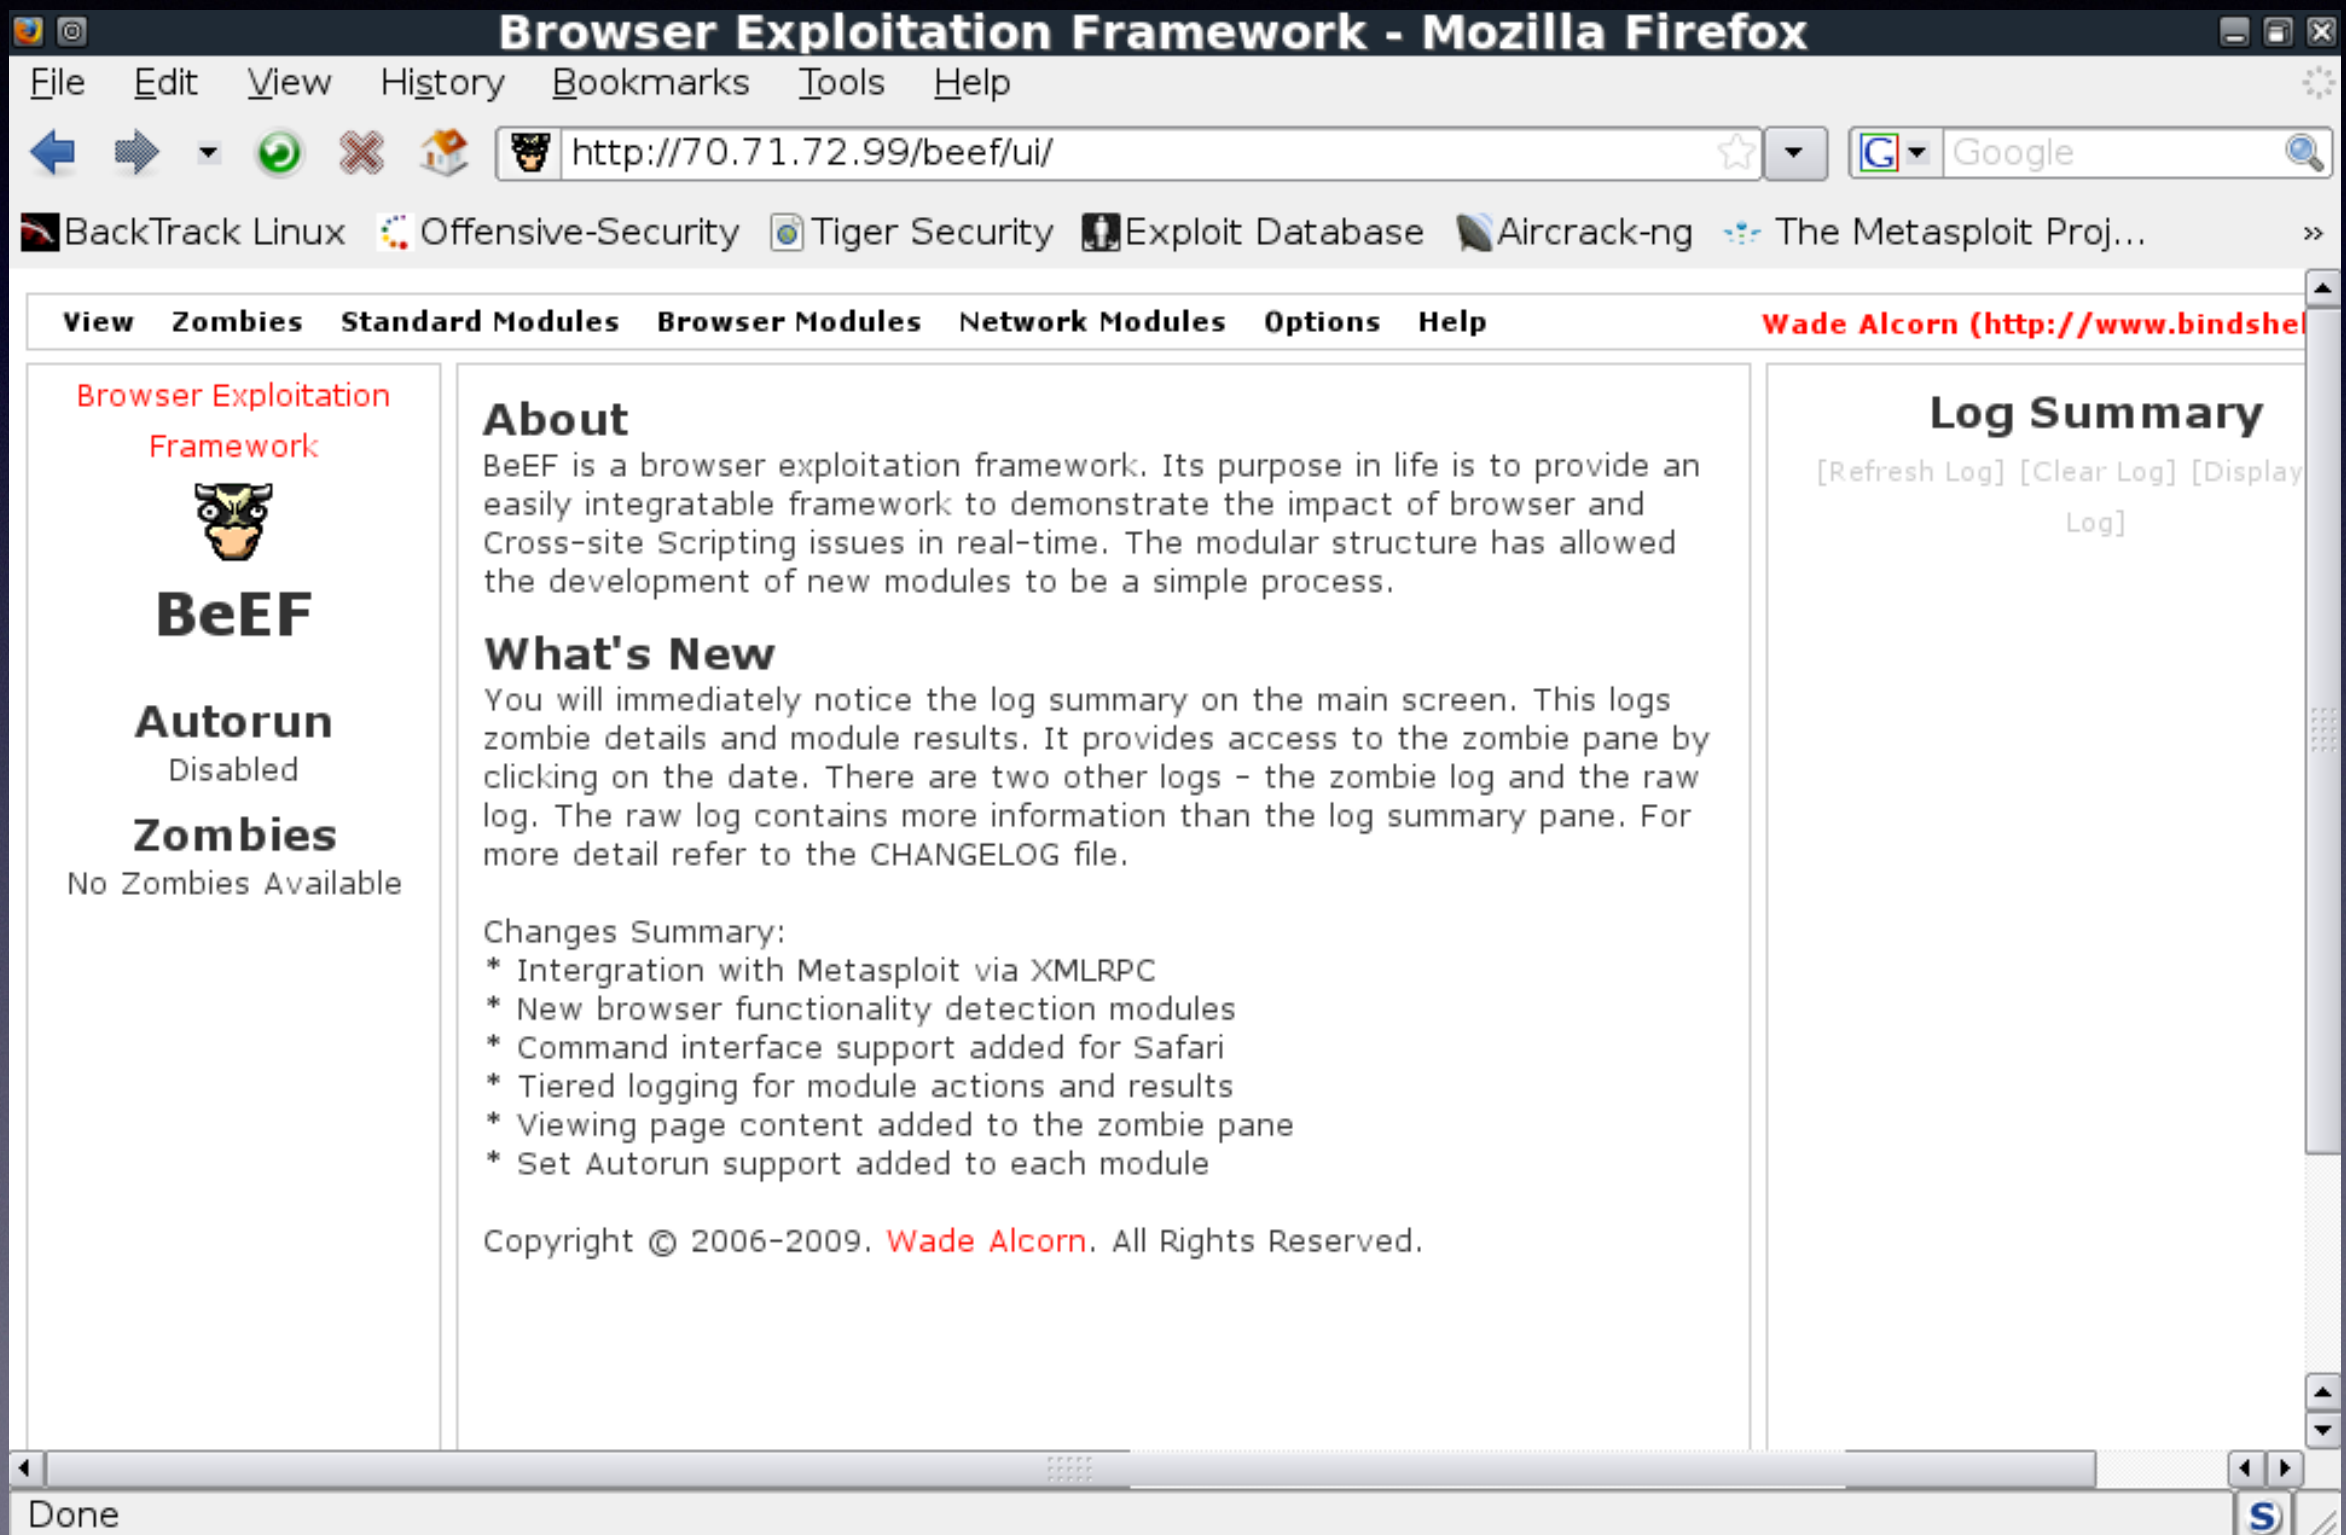 Browser Exploitation Framework - Mozilla Firefox
File Edit View History Bookmarks Tools Help
http://70.71.72.99/beef/ui/
G Google
BackTrack Linux Offensive-Security Tiger Security Exploit Database Aircrack-ng The Metasploit Proj... »
View Zombies Standard Modules Browser Modules Network Modules Options Help Wade Alcorn (http://www.bindshel
Browser Exploitation
Framework
BeEF
Autorun
Disabled
Zombies
No Zombies Available
About
BeEF is a browser exploitation framework. Its purpose in life is to provide an
easily integratable framework to demonstrate the impact of browser and
Cross-site Scripting issues in real-time. The modular structure has allowed
the development of new modules to be a simple process.
What's New
You will immediately notice the log summary on the main screen. This logs
zombie details and module results. It provides access to the zombie pane by
clicking on the date. There are two other logs - the zombie log and the raw
log. The raw log contains more information than the log summary pane. For
more detail refer to the CHANGELOG file.
Changes Summary:
* Intergration with Metasploit via XMLRPC
* New browser functionality detection modules
* Command interface support added for Safari
* Tiered logging for module actions and results
* Viewing page content added to the zombie pane
* Set Autorun support added to each module
Copyright © 2006-2009. Wade Alcorn. All Rights Reserved.
Log Summary
[Refresh Log] [Clear Log] [Display
Log]
Done
S